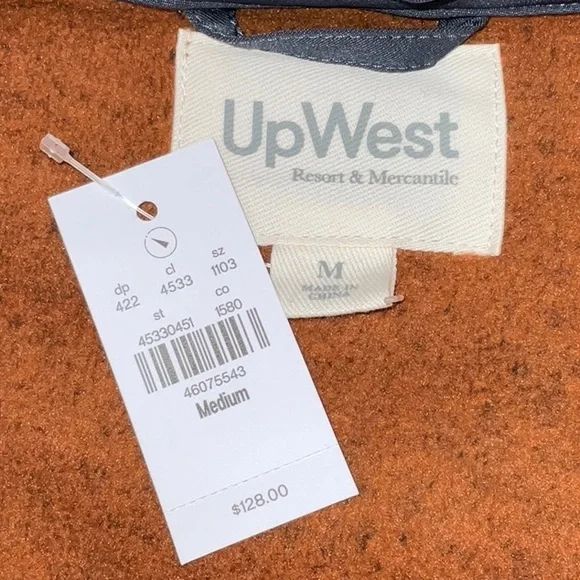 UpWest
Resort & Mercantile
M
MADE IN
CHINA
dp cl sz
422 4533 1103
st co
45330451 1580
46075543
Medium
$128.00